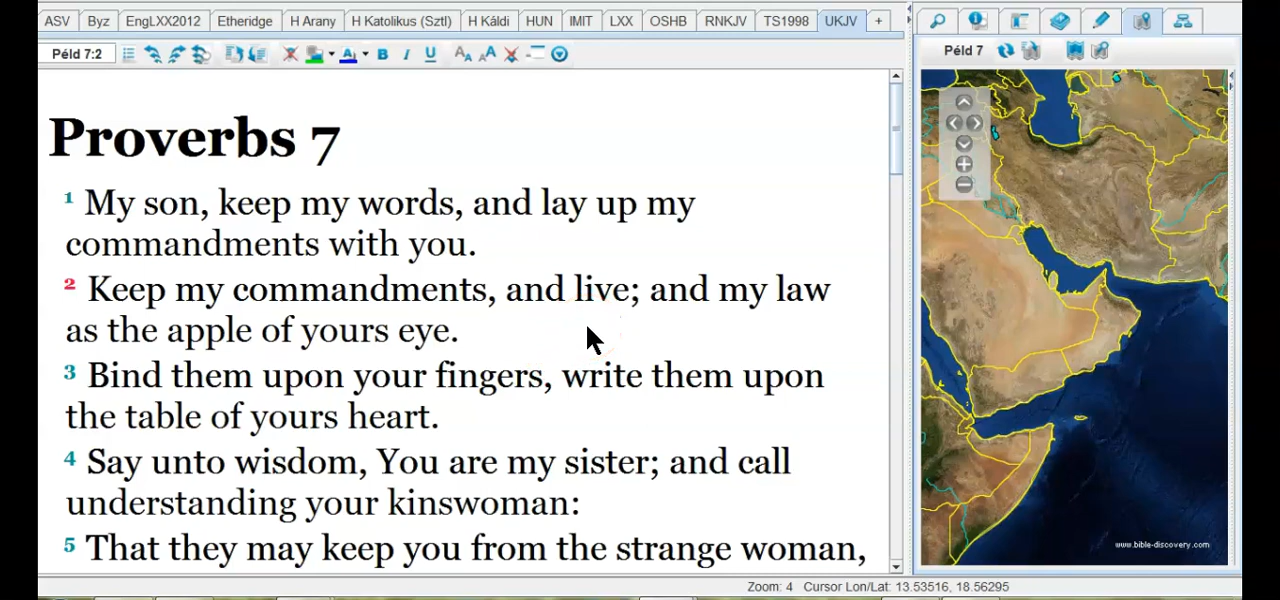 ASV Byz EngLXX2012 Etheridge H Arany H Katolikus (Sztl) H Káldi HUN IMIT LXX OSHB RNKJV TS1998 UKJV +
Péld 7:2
Péld 7
Proverbs 7
1 My son, keep my words, and lay up my
commandments with you.
2 Keep my commandments, and live; and my law
as the apple of yours eye.
3 Bind them upon your fingers, write them upon
the table of yours heart.
4 Say unto wisdom, You are my sister; and call
understanding your kinswoman:
5 That they may keep you from the strange woman,
www.bible-discovery.com
Zoom: 4 Cursor Lon/Lat: 13.53516, 18.56295